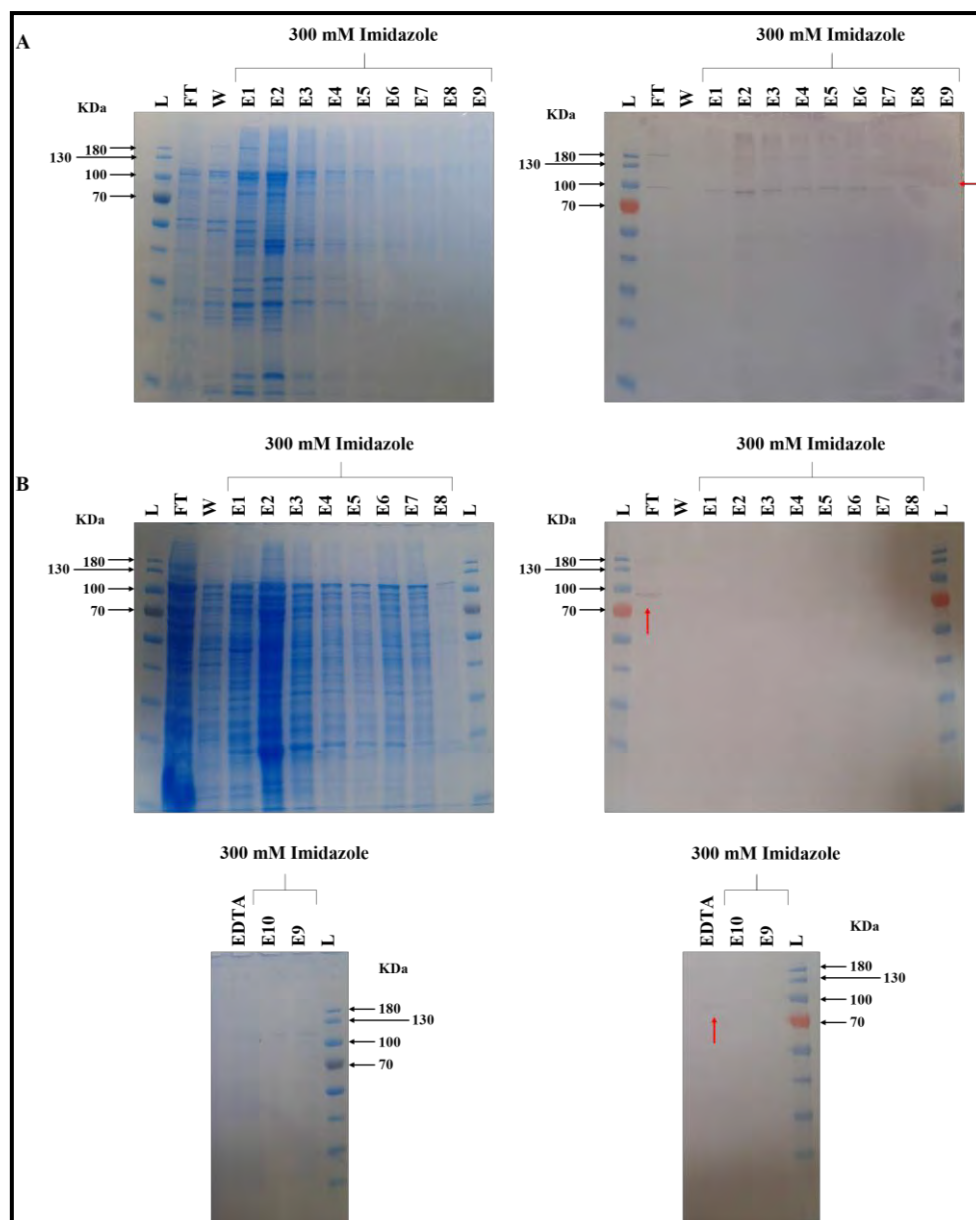 A
300 mM Imidazole
KDa
L FT W E1 E2 E3 E4 E5 E6 E7 E8 E9
180
130
100
70
300 mM Imidazole
KDa
L FT W E1 E2 E3 E4 E5 E6 E7 E8 E9
180
130
100
70
B
300 mM Imidazole
KDa
L FT W E1 E2 E3 E4 E5 E6 E7 E8 L
180
130
100
70
300 mM Imidazole
KDa
L FT W E1 E2 E3 E4 E5 E6 E7 E8 L
180
130
100
70
300 mM Imidazole
EDTA E10 E9 L
KDa
180
130
100
70
300 mM Imidazole
EDTA E10 E9 L
KDa
180
130
100
70